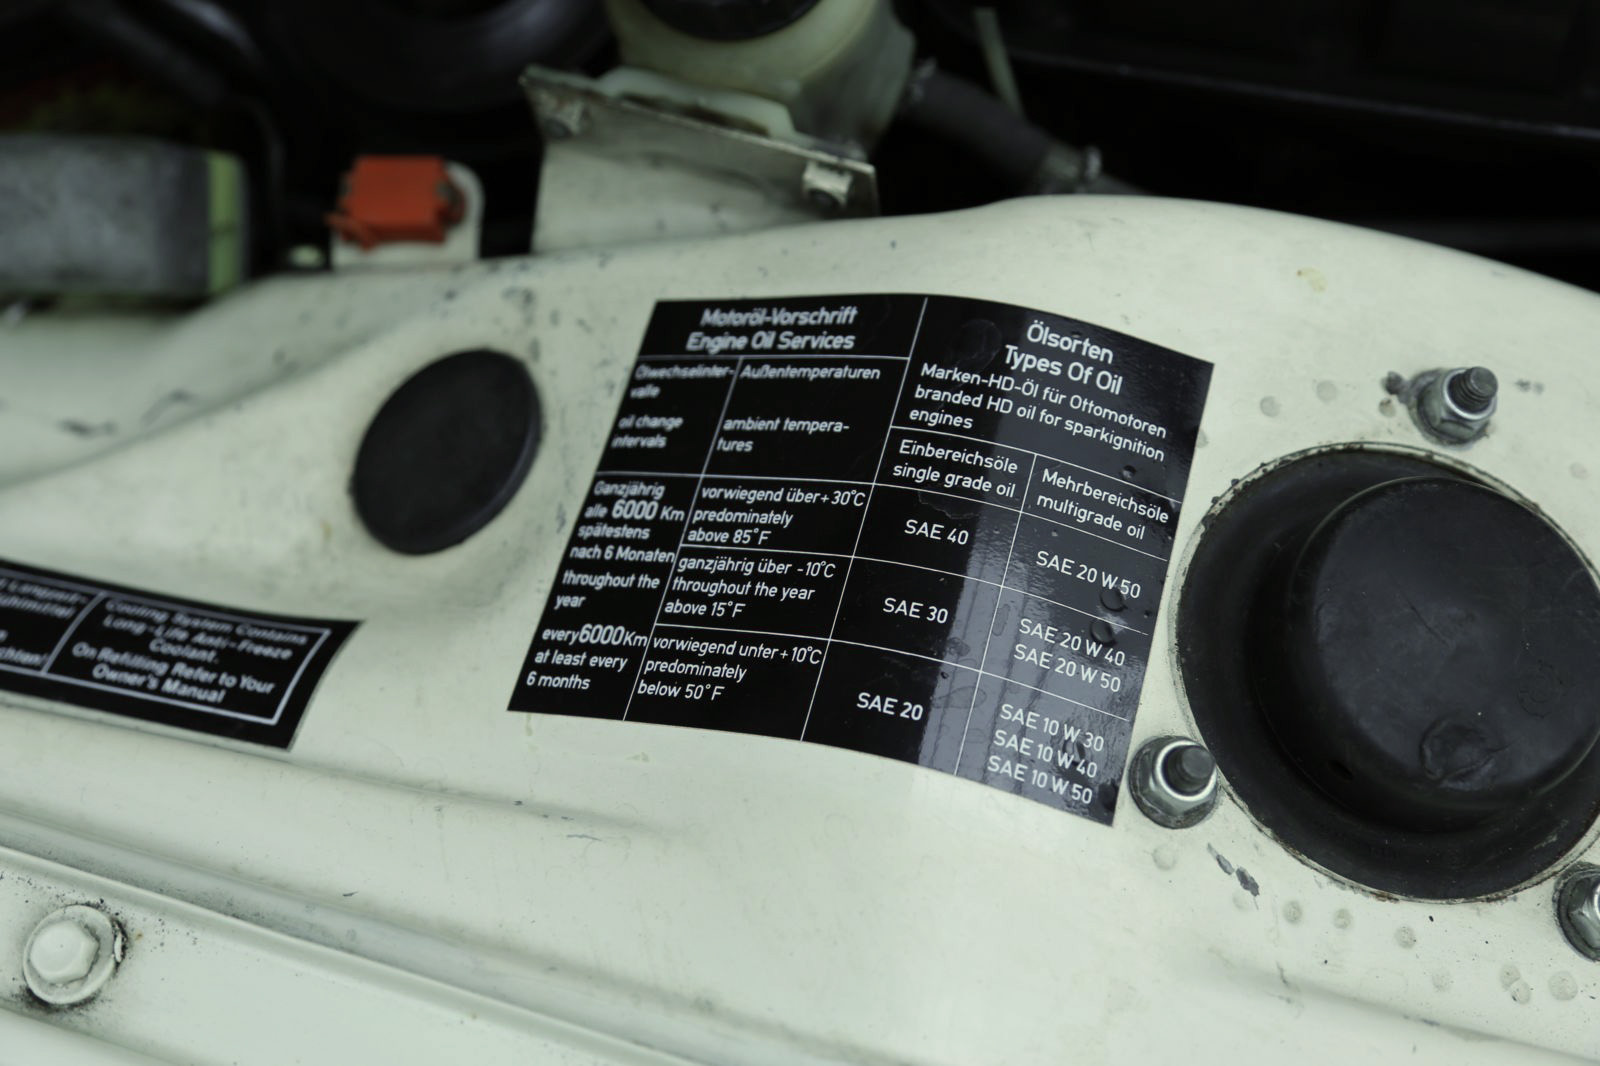 Motoröl-Vorschrift
Engine Oil Services
Ölwechselinter-
valle
oil change
intervals
Außentemperaturen
ambient tempera-
tures
Ölsorten
Types Of Oil
Marken-HD-Öl für Ottomotoren
branded HD oil for sparkignition
engines
Einbereichsöle
single grade oil
Mehrbereichsöle
multigrade oil
Ganzjährig
alle 6000 Km
spätestens
nach 6 Monaten
throughout the
year
every 6000 Km
at least every
6 months
vorwiegend über + 30°C
predominately
above 85°F
SAE 40
SAE 20 W 50
ganzjährig über -10°C
throughout the year
above 15°F
SAE 30
SAE 20 W 40
SAE 20 W 50
vorwiegend unter + 10°C
predominately
below 50°F
SAE 20
SAE 10 W 30
SAE 10 W 40
SAE 10 W 50
Cooling System Contains
Long-Life Anti-Freeze
Coolant.
On Refilling Refer to Your
Owner's Manual